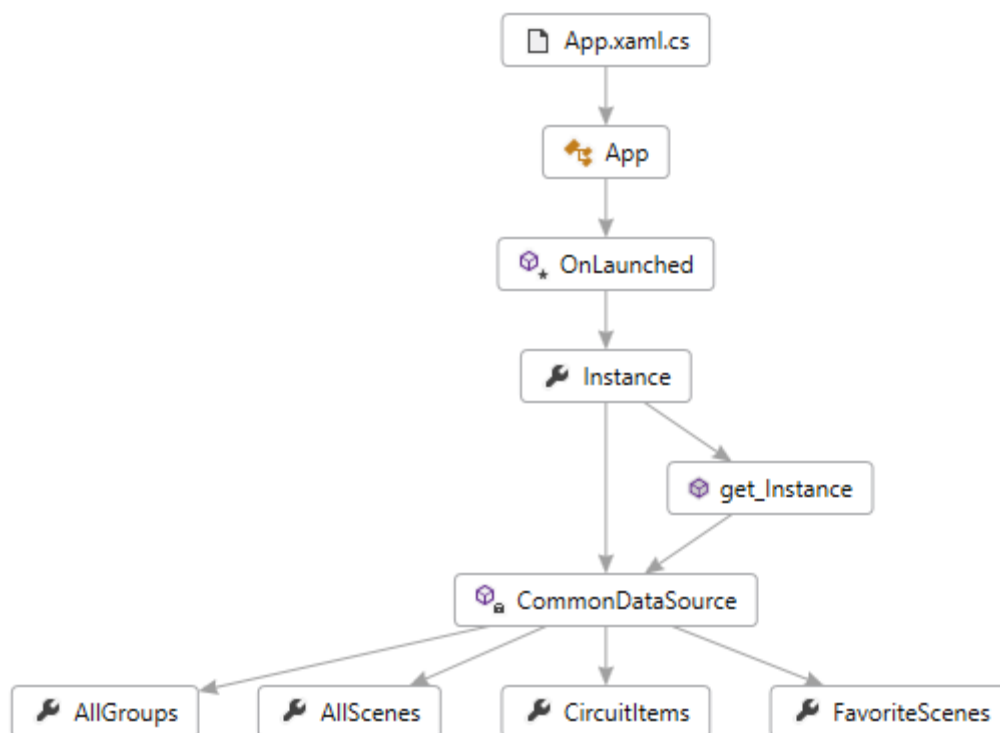 App.xaml.cs
App
OnLaunched
Instance
get_Instance
CommonDataSource
AllGroups
AllScenes
CircuitItems
FavoriteScenes